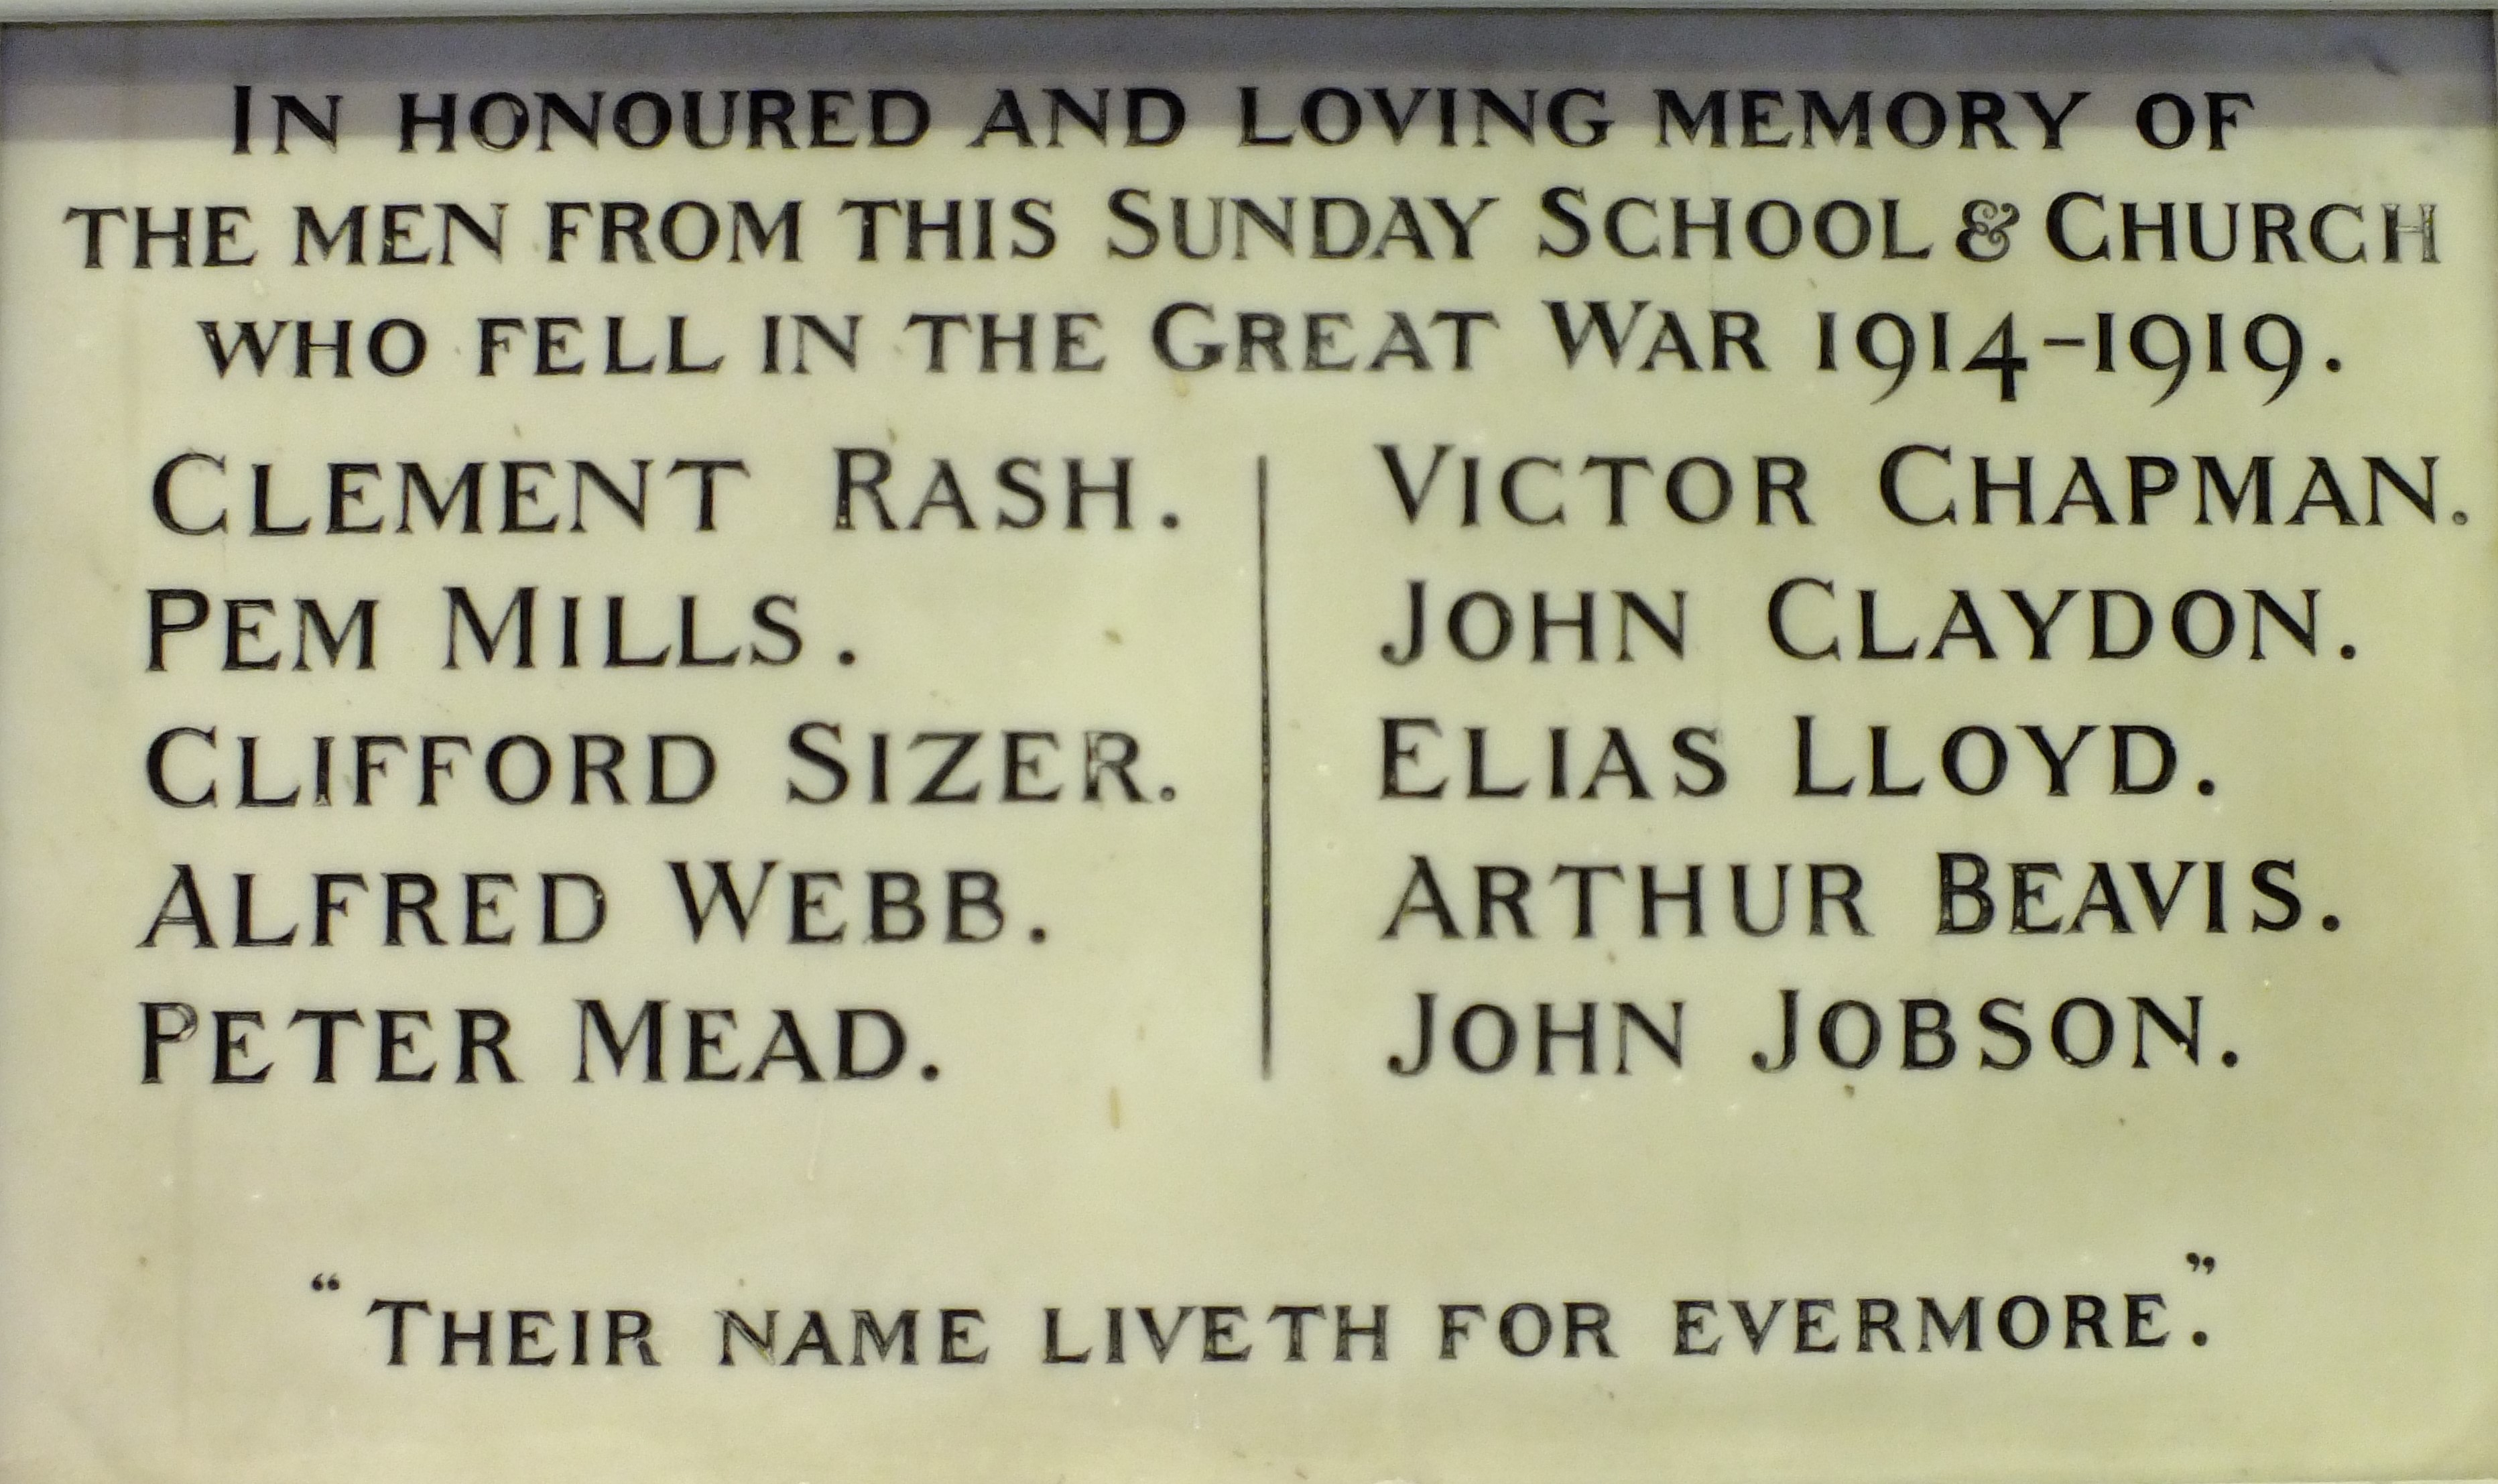 IN HONOURED AND LOVING MEMORY OF
THE MEN FROM THIS SUNDAY SCHOOL & CHURCH
WHO FELL IN THE GREAT WAR 1914-1919.
CLEMENT RASH.
PEM MILLS.
CLIFFORD SIZER.
ALFRED WEBB.
PETER MEAD.
VICTOR CHAPMAN.
JOHN CLAYDON.
ELIAS LLOYD.
ARTHUR BEAVIS.
JOHN JOBSON.
“THEIR NAME LIVETH FOR EVERMORE.”